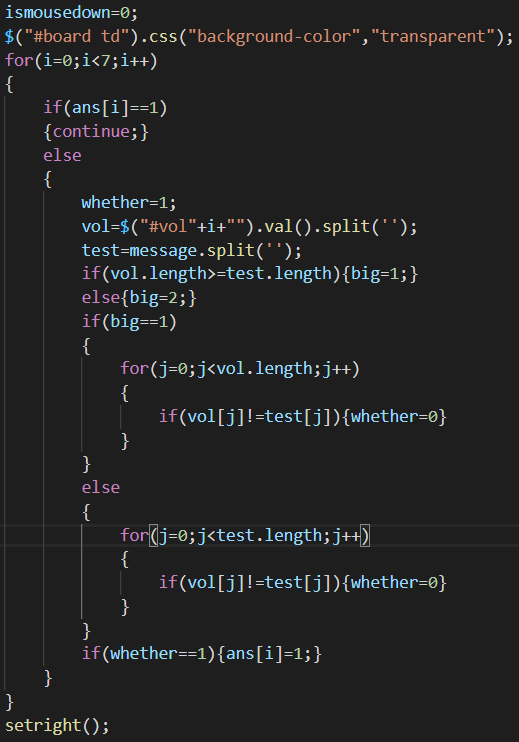 ismousedown=0;
$("#board td").css("background-color","transparent");
for(i=0;i<7;i++)
{
    if(ans[i]==1)
    {continue;}
    else
    {
        whether=1;
        vol=$("#vol"+i+"").val().split('');
        test=message.split('');
        if(vol.length>=test.length){big=1;}
        else{big=2;}
        if(big==1)
        {
            for(j=0;j<vol.length;j++)
            {
                if(vol[j]!=test[j]){whether=0}
            }
        }
        else
        {
            for(j=0;j<test.length;j++)
            {
                if(vol[j]!=test[j]){whether=0}
            }
        }
        if(whether==1){ans[i]=1;}
    }
}
setright();